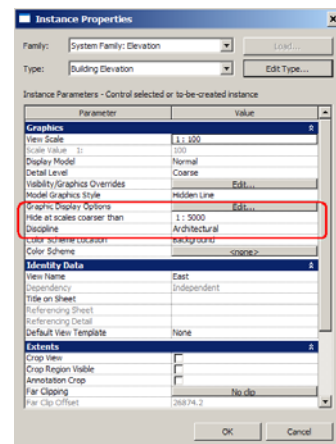 Instance Properties
Family: System Family: Elevation Load...
Type: Building Elevation Edit Type...
Instance Parameters - Control selected or to-be-created instance
Parameter Value
Graphics
View Scale 1 : 100
Scale Value 1: 100
Display Model Normal
Detail Level Coarse
Visibility/Graphics Overrides Edit...
Model Graphics Style Hidden Line
Graphic Display Options Edit...
Hide at scales coarser than 1 : 5000
Discipline Architectural
Color Scheme Location Background
Color Scheme <none>
Identity Data
View Name East
Dependency Independent
Title on Sheet
Referencing Sheet
Referencing Detail
Default View Template None
Extents
Crop View
Crop Region Visible
Annotation Crop
Far Clipping No clip
Far Clip Offset 26874.2
OK Cancel